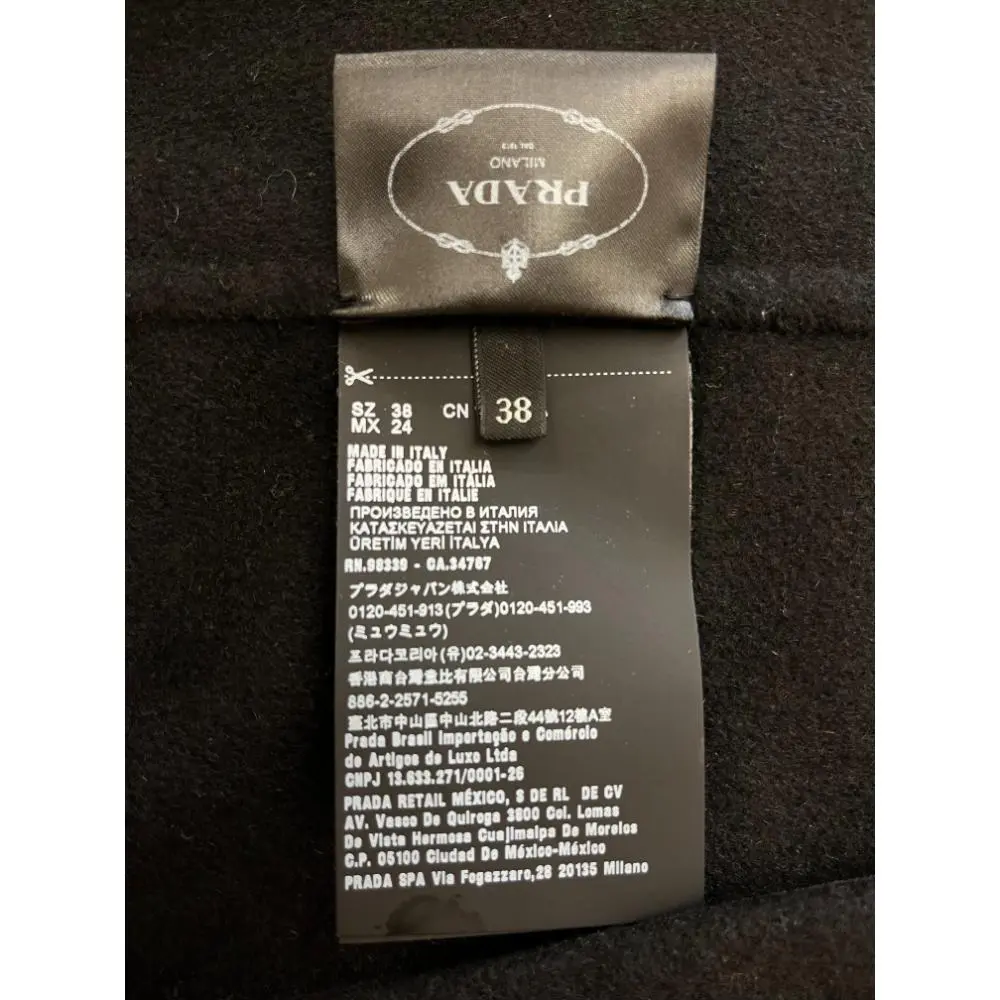 PRADA
MILANO
DAL 1913
38
SZ 38 CN
MX 24
MADE IN ITALY
FABRICADO EN ITALIA
FABRICADO EM ITÁLIA
FABRIQUÉ EN ITALIE
ПРОИЗВЕДЕНО В ИТАЛИЯ
ΚΑΤΑΣΚΕΥΑΖΕΤΑΙ ΣΤΗΝ ΙΤΑΛΙΑ
ÜRETİM YERİ İTALYA
RN.98339 - CA.34767
プラダジャパン株式会社
0120-451-913(プラダ)0120-451-993
(ミュウミュウ)
프라다코리아(유)02-3443-2323
香港商台灣重比有限公司台灣分公司
886-2-2571-5255
臺北市中山區中山北路二段44號12樓A室
Prada Brasil Importação e Comércio
de Artigos de Luxo Ltda
CNPJ 13.633.271/0001-26
PRADA RETAIL MÉXICO, S DE RL DE CV
AV. Vasco De Quiroga 3800 Col. Lomas
De Vista Hermosa Cuajimalpa De Morelos
C.P. 05100 Ciudad De México-México
PRADA SPA Via Fogazzaro,28 20135 Milano